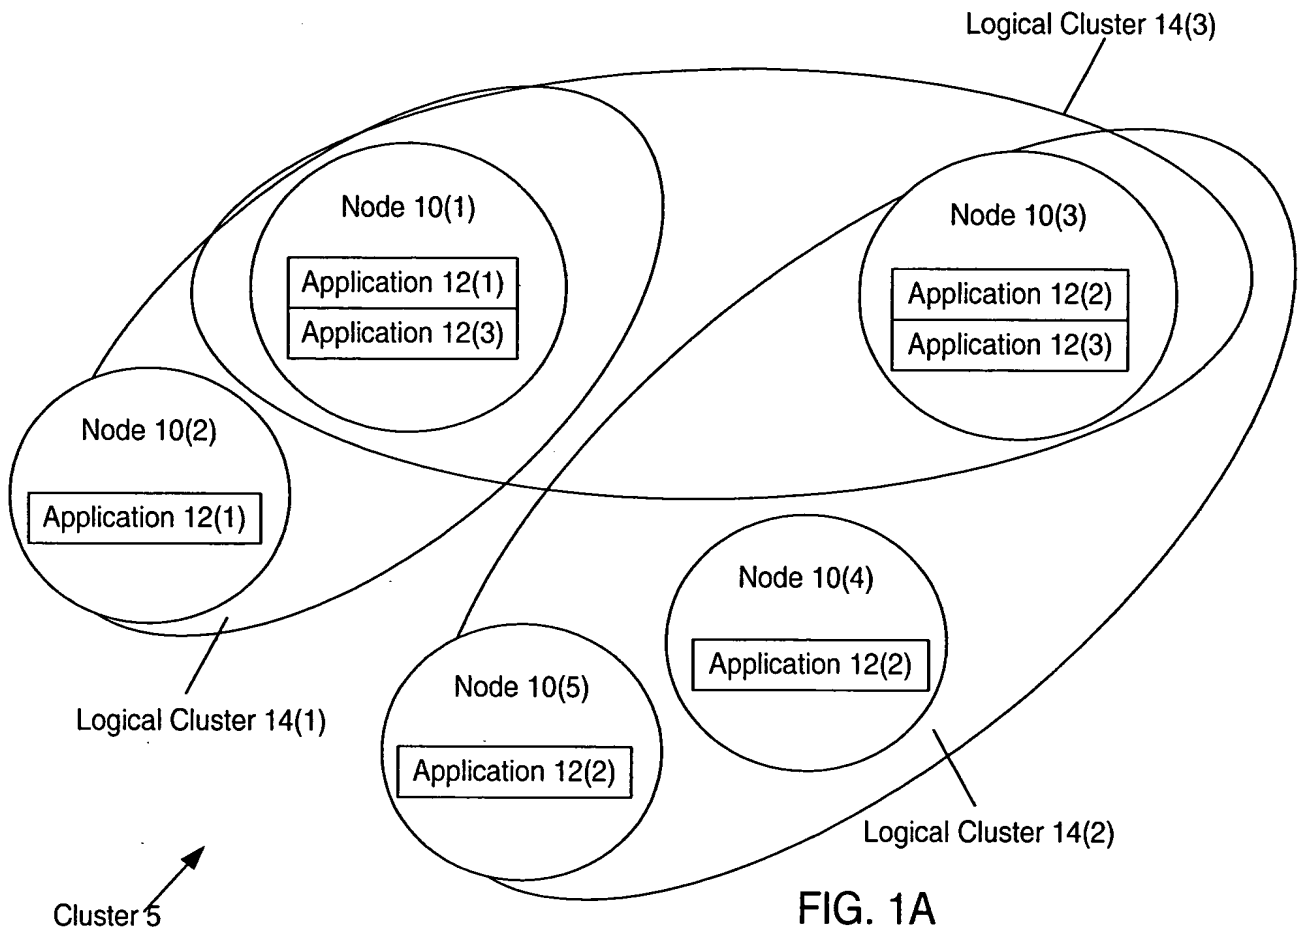 Logical Cluster 14(3)
Node 10(1)
Application 12(1)
Application 12(3)
Node 10(3)
Application 12(2)
Application 12(3)
Node 10(2)
Application 12(1)
Node 10(4)
Application 12(2)
Node 10(5)
Application 12(2)
Logical Cluster 14(1)
Logical Cluster 14(2)
Cluster 5
FIG. 1A